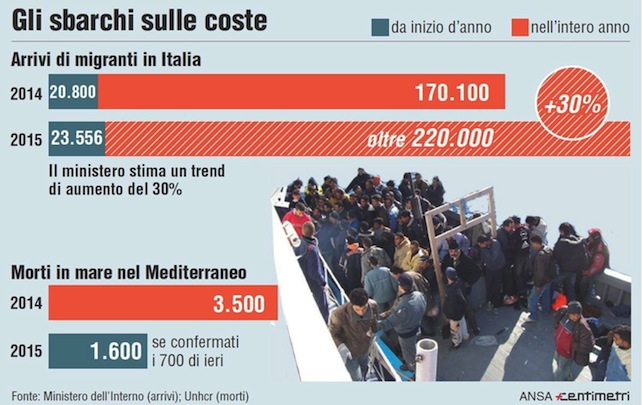 Gli sbarchi sulle coste
da inizio d'anno
nell'intero anno
Arrivi di migranti in Italia
2014 20.800 170.100
+30%
2015 23.556 oltre 220.000
Il ministero stima un trend
di aumento del 30%
Morti in mare nel Mediterraneo
2014 3.500
2015 1.600 se confermati
i 700 di ieri
Fonte: Ministero dell'Interno (arrivi); Unhcr (morti)
ANSA centimetri